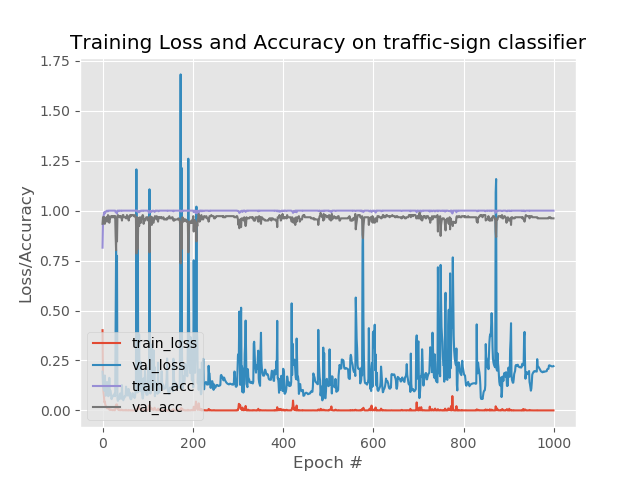 Training Loss and Accuracy on traffic-sign classifier
1.75
1.50
1.25
1.00
0.75
0.50
0.25
0.00
Loss/Accuracy
train_loss
val_loss
train_acc
val_acc
0 200 400 600 800 1000
Epoch #